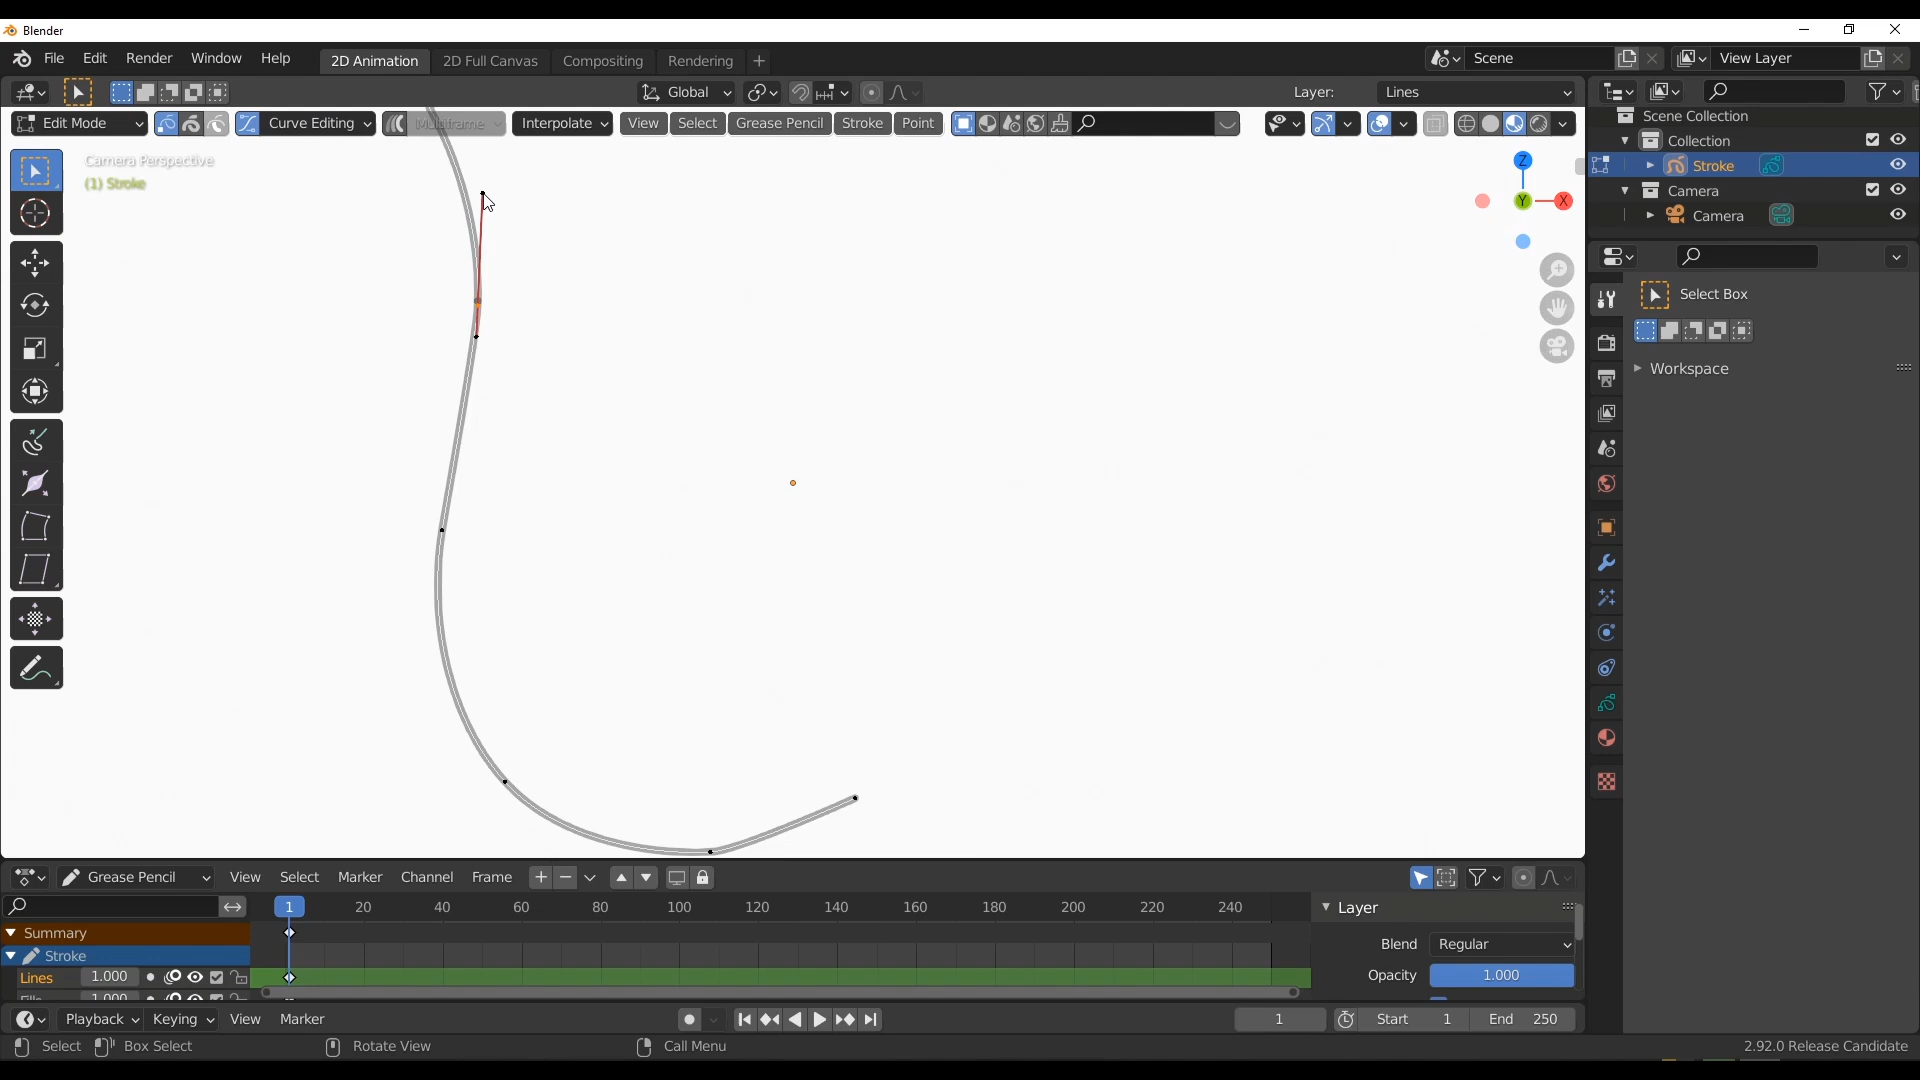 Blender
File Edit Render Window Help 2D Animation 2D Full Canvas Compositing Rendering + Scene View Layer
Global Layer: Lines
Edit Mode Curve Editing Multiframe Interpolate View Select Grease Pencil Stroke Point
Camera Perspective
(1) Stroke
Z
Y X
Scene Collection
Collection
Stroke
Camera
Camera
Select Box
Workspace
Grease Pencil View Select Marker Channel Frame
1 20 40 60 80 100 120 140 160 180 200 220 240
Summary
Stroke
Lines 1.000
Layer
Blend Regular
Opacity 1.000
Playback Keying View Marker 1 Start 1 End 250
Select Box Select Rotate View Call Menu 2.92.0 Release Candidate